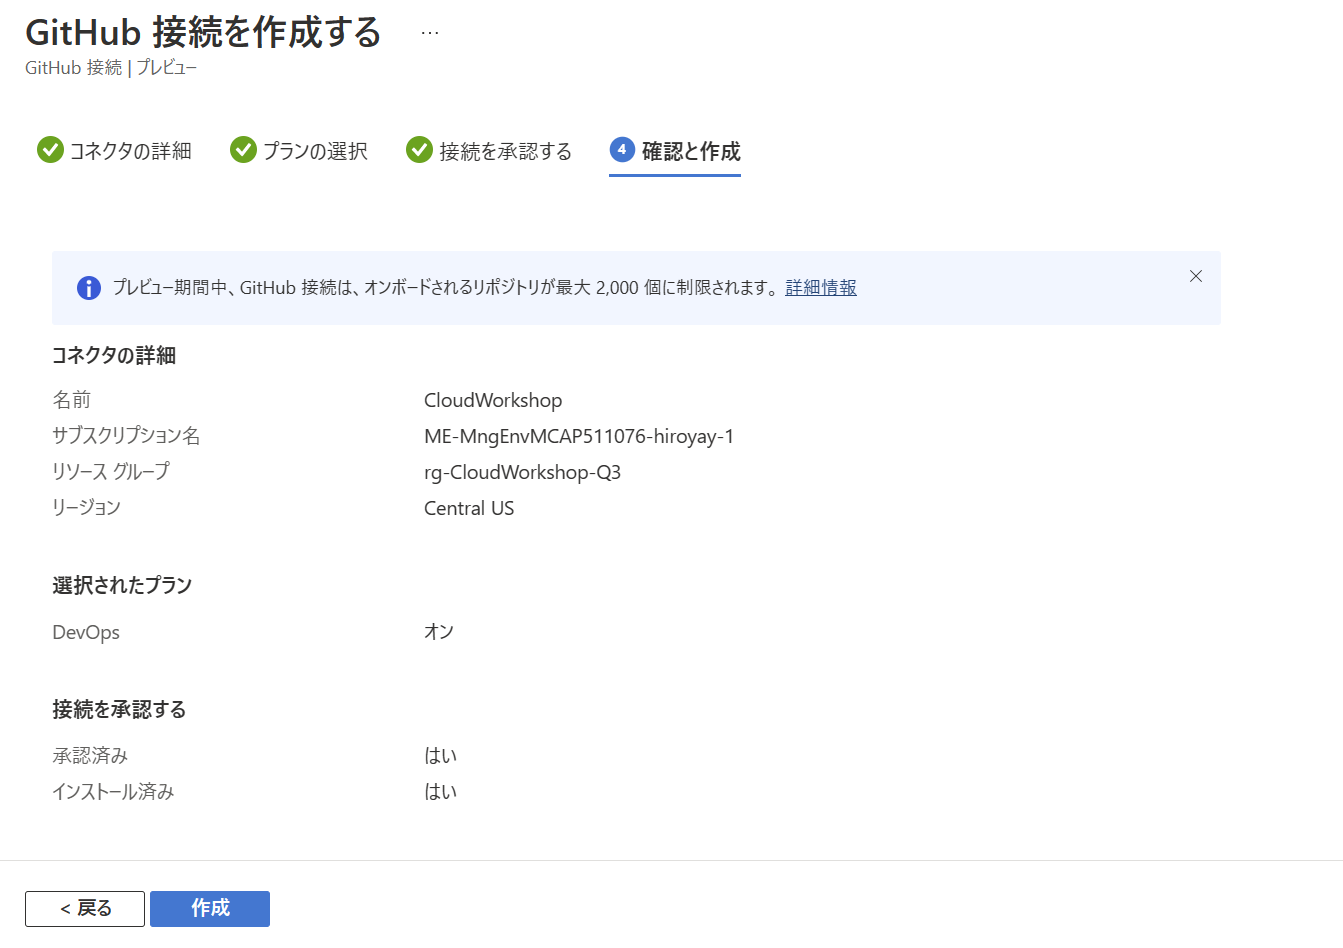 GitHub 接続を作成する ...
GitHub 接続 | プレビュー
コネクタの詳細 プランの選択 接続を承認する 4 確認と作成
プレビュー期間中、GitHub 接続は、オンボードされるリポジトリが最大 2,000 個に制限されます。 詳細情報
コネクタの詳細
名前 CloudWorkshop
サブスクリプション名 ME-MngEnvMCAP511076-hiroyay-1
リソース グループ rg-CloudWorkshop-Q3
リージョン Central US
選択されたプラン
DevOps オン
接続を承認する
承認済み はい
インストール済み はい
< 戻る 作成